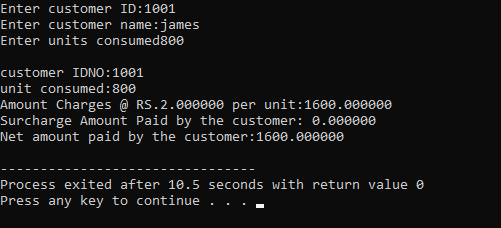 Enter customer ID:1001
Enter customer name:james
Enter units consumed800
customer IDNO:1001
unit consumed:800
Amount Charges @ RS.2.000000 per unit:1600.000000
Surcharge Amount Paid by the customer: 0.000000
Net amount paid by the customer:1600.000000
--------------------------------
Process exited after 10.5 seconds with return value 0
Press any key to continue . . .